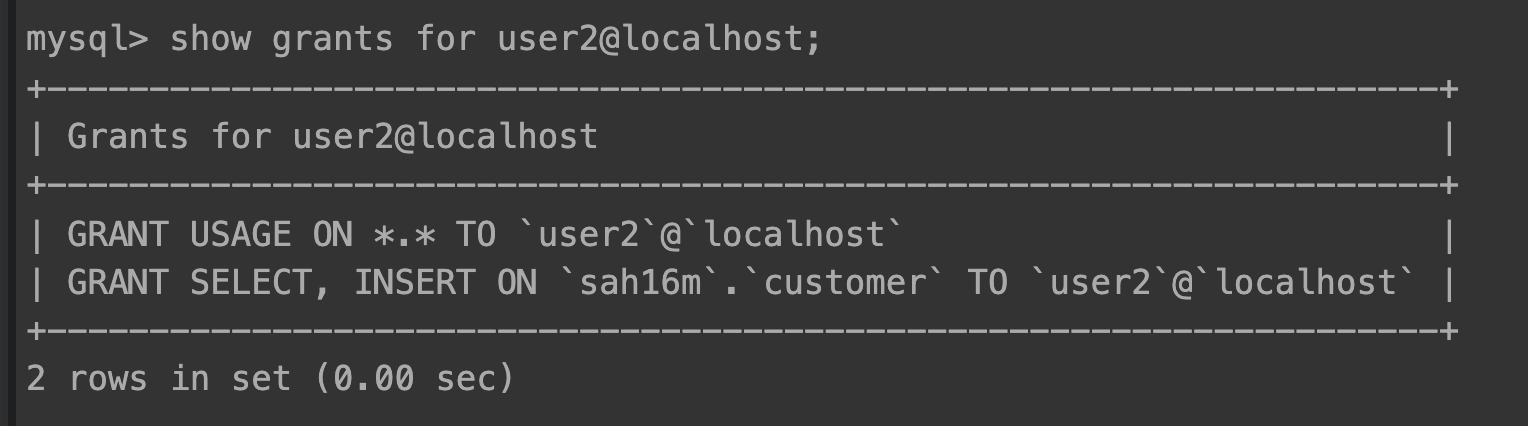 mysql> show grants for user2@localhost;
+--------------------------------------------------------------------+
| Grants for user2@localhost                                         |
+--------------------------------------------------------------------+
| GRANT USAGE ON *.* TO `user2`@`localhost`                          |
| GRANT SELECT, INSERT ON `sah16m`.`customer` TO `user2`@`localhost` |
+--------------------------------------------------------------------+
2 rows in set (0.00 sec)